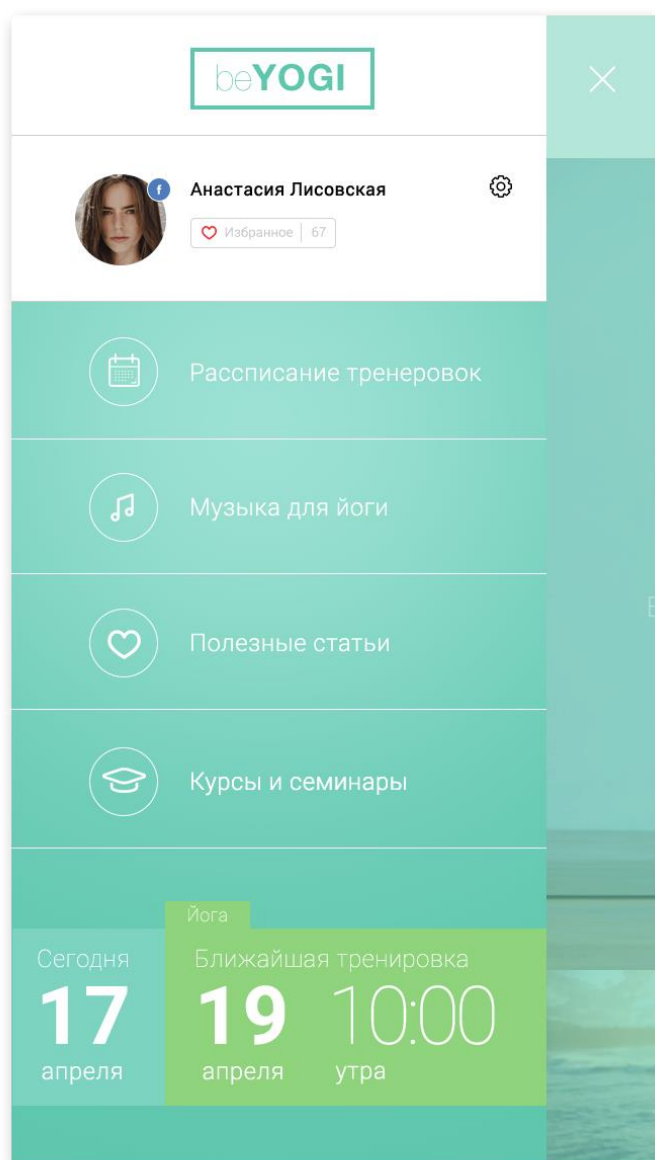 beYOGI
f
Анастасия Лисовская
Избранное | 67
Рассписание тренеровок
Музыка для йоги
Полезные статьи
Курсы и семинары
Йога
Сегодня
17
апреля
Ближайшая тренировка
19 10:00
апреля утра